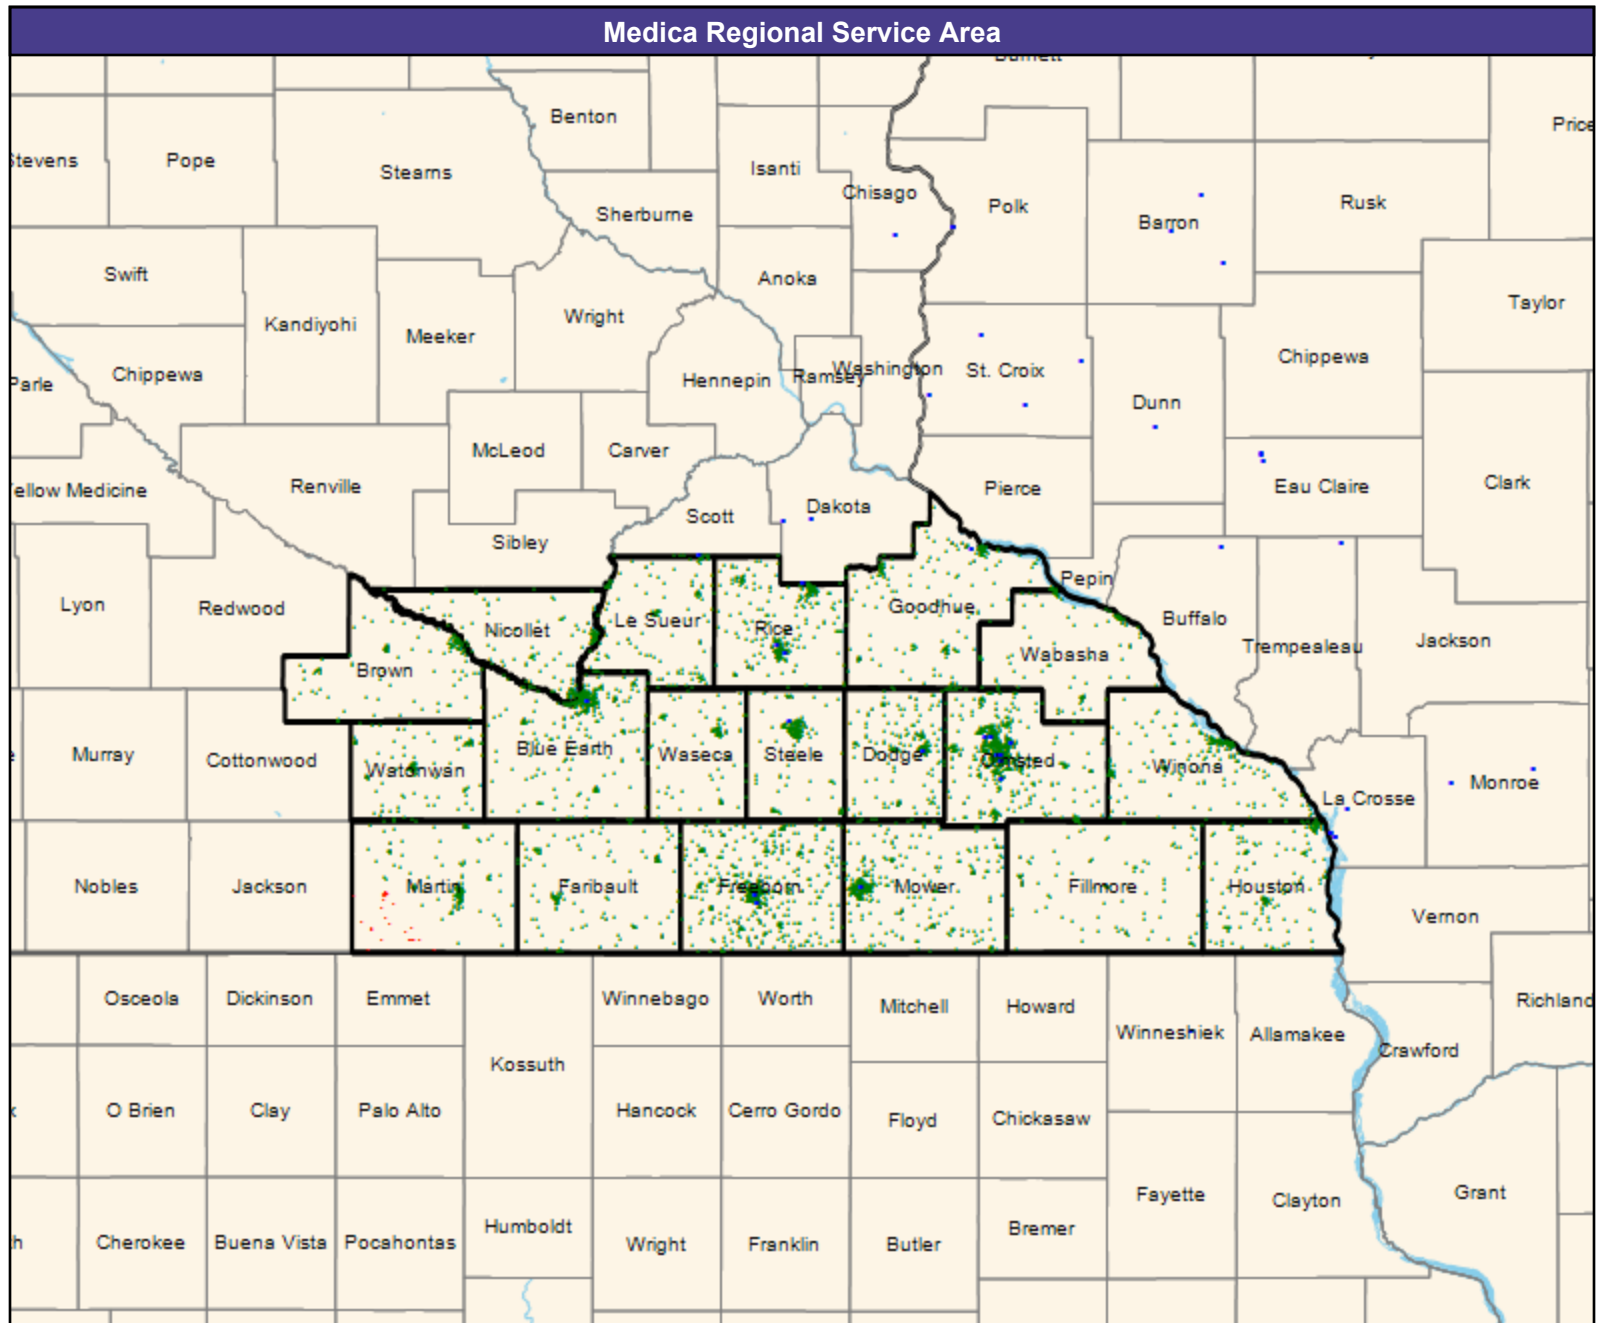 Medica Regional Service Area
Benton
Price
Stevens
Pope
Stearns
Isanti
Chisago
Polk
Barron
Rusk
Sherburne
Swift
Anoka
Taylor
Kandiyohi
Meeker
Wright
Chippewa
Parle
Chippewa
Hennepin
Ramsey
Washington
St. Croix
Dunn
McLeod
Carver
Clark
ellow Medicine
Renville
Eau Claire
Pierce
Dakota
Scott
Sibley
Pepin
Lyon
Redwood
Goodhue
Le Sueur
Buffalo
Nicollet
Rice
Jackson
Trempealeau
Wabasha
Brown
Murray
Cottonwood
Blue Earth
Waseca
Steele
Dodge
Olmsted
Winona
Watonwan
Monroe
La Crosse
Nobles
Jackson
Martin
Faribault
Freeborn
Mower
Fillmore
Houston
Vernon
Osceola
Dickinson
Emmet
Winnebago
Worth
Mitchell
Howard
Richland
Winneshiek
Allamakee
Crawford
Kossuth
O Brien
Clay
Palo Alto
Hancock
Cerro Gordo
Floyd
Chickasaw
Fayette
Clayton
Grant
Humboldt
Bremer
h
Cherokee
Buena Vista
Pocahontas
Wright
Franklin
Butler